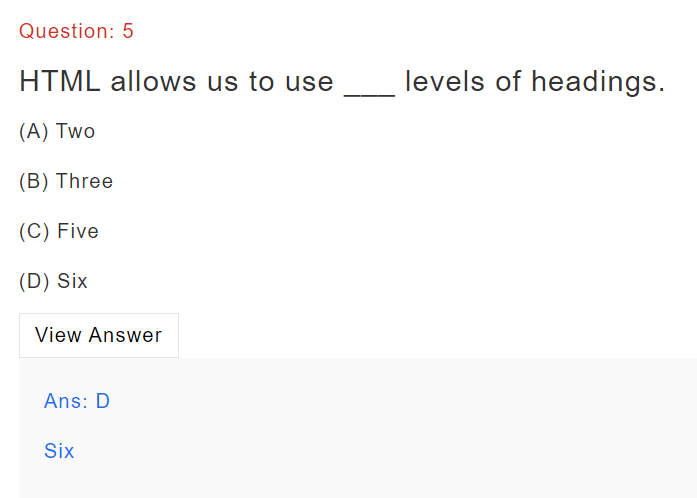 Question: 5
HTML allows us to use ___ levels of headings.
(A) Two
(B) Three
(C) Five
(D) Six
View Answer
Ans: D
Six